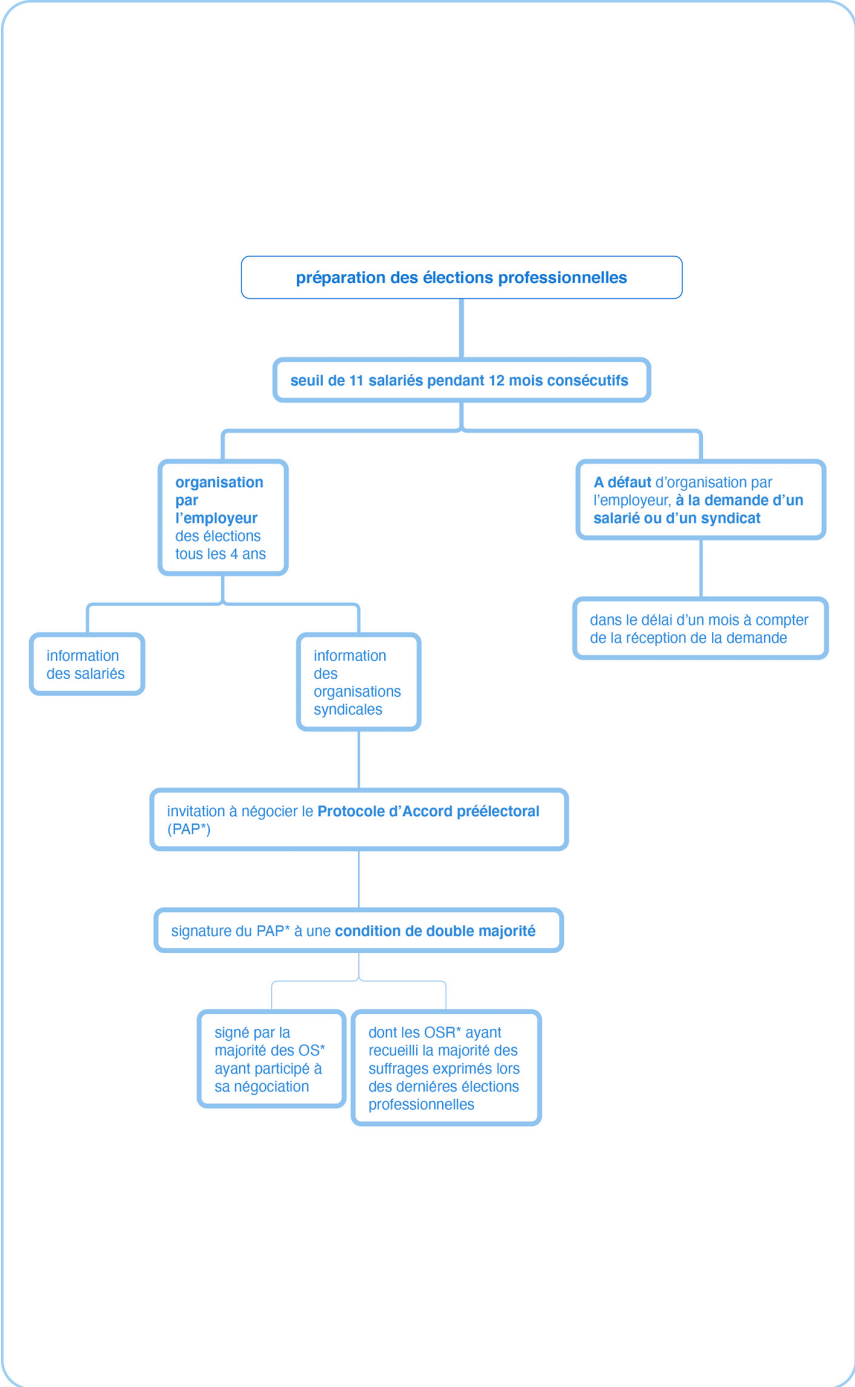 préparation des élections professionnelles
seuil de 11 salariés pendant 12 mois consécutifs
organisation
par
l'employeur
des élections
tous les 4 ans
A défaut d'organisation par
l'employeur, à la demande d'un
salarié ou d'un syndicat
dans le délai d'un mois à compter
de la réception de la demande
information
des salariés
information
des
organisations
syndicales
invitation à négocier le Protocole d'Accord préélectoral
(PAP*)
signature du PAP* à une condition de double majorité
signé par la
majorité des OS*
ayant participé à
sa négociation
dont les OSR* ayant
recueilli la majorité des
suffrages exprimés lors
des derniéres élections
professionnelles